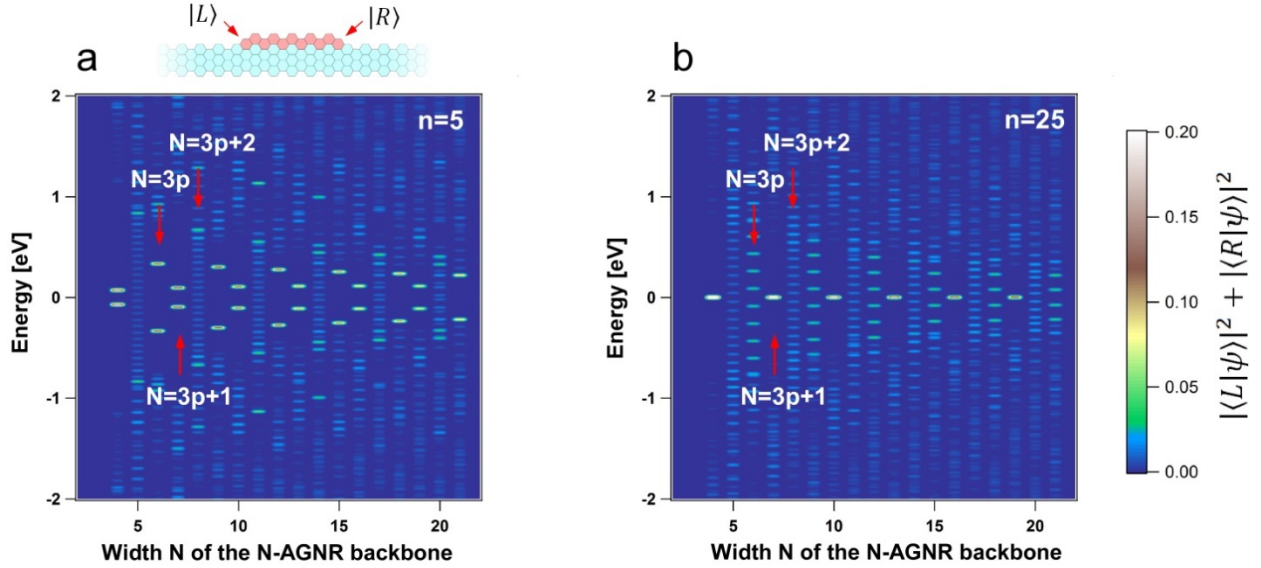 |L⟩ |R⟩
a
n=5
N=3p+2
N=3p
N=3p+1
2
1
0
-1
-2
Energy [eV]
5 10 15 20
Width N of the N-AGNR backbone
b
n=25
N=3p+2
N=3p
N=3p+1
2
1
0
-1
-2
Energy [eV]
5 10 15 20
Width N of the N-AGNR backbone
0.20
0.15
0.10
0.05
0.00
|⟨L|ψ⟩|² + |⟨R|ψ⟩|²